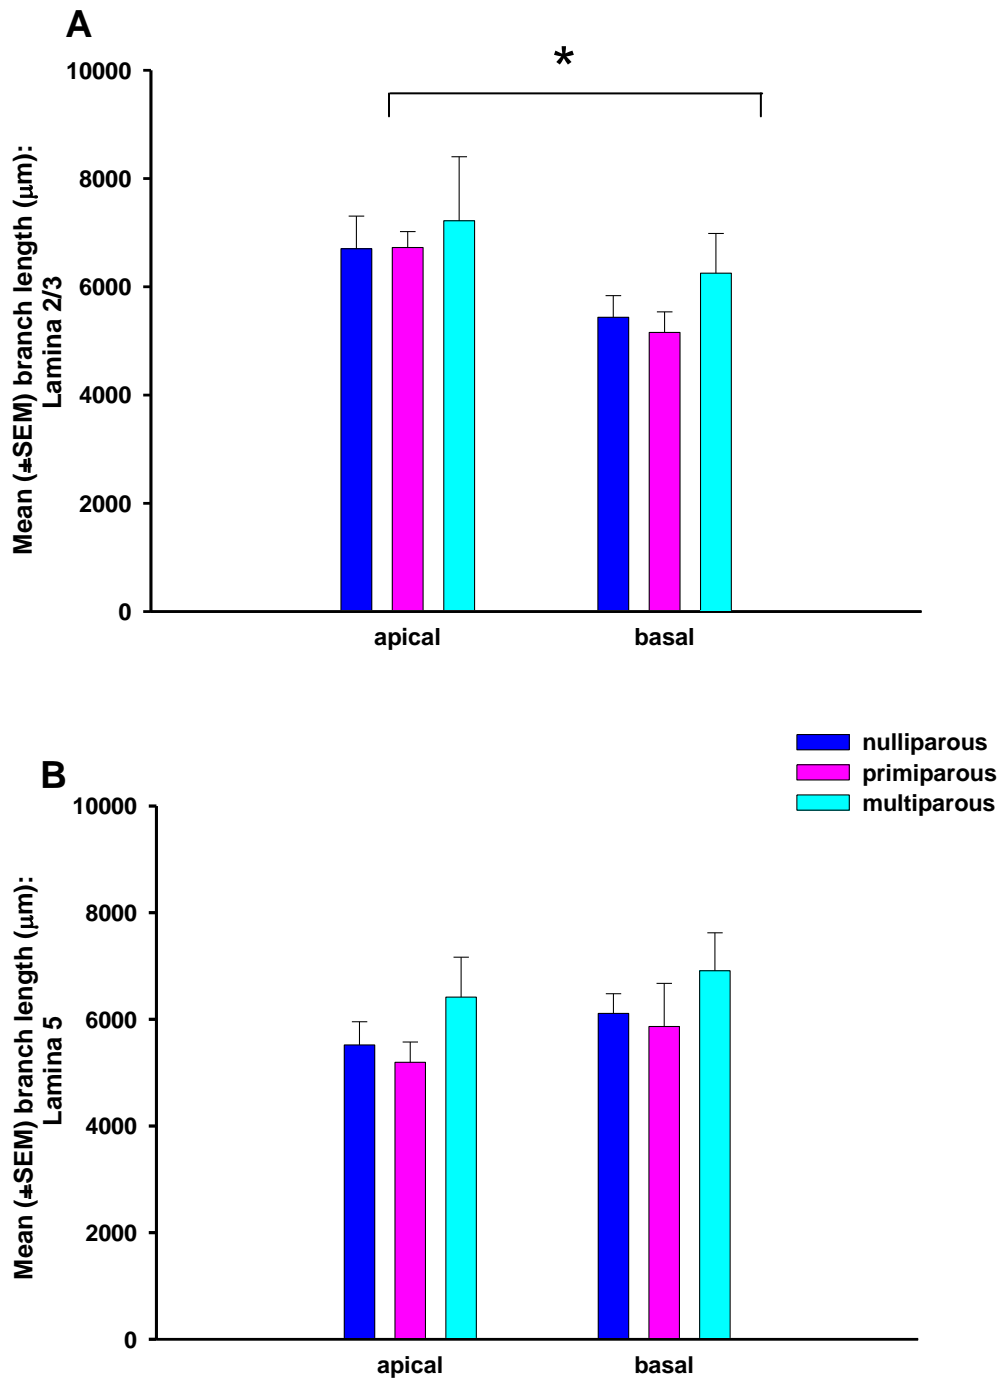 A
*
Mean (±SEM) branch length (μm):
Lamina 2/3
10000
8000
6000
4000
2000
0
apical basal
nulliparous
primiparous
multiparous
B
Mean (±SEM) branch length (μm):
Lamina 5
10000
8000
6000
4000
2000
0
apical basal